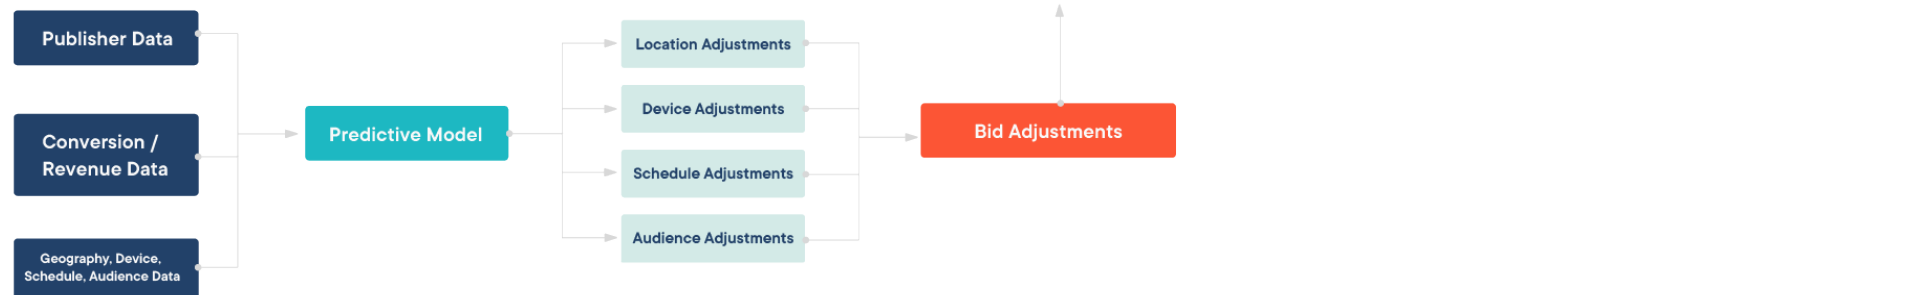 Publisher Data
Conversion /
Revenue Data
Geography, Device,
Schedule, Audience Data
Predictive Model
Location Adjustments
Device Adjustments
Schedule Adjustments
Audience Adjustments
Bid Adjustments